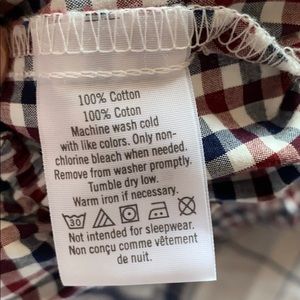 100% Cotton
100% Coton
Machine wash cold
with like colors. Only non-
chlorine bleach when needed.
Remove from washer promptly.
Tumble dry low.
Warm iron if necessary.
30
Not intended for sleepwear.
Non conçu comme vêtement
de nuit.